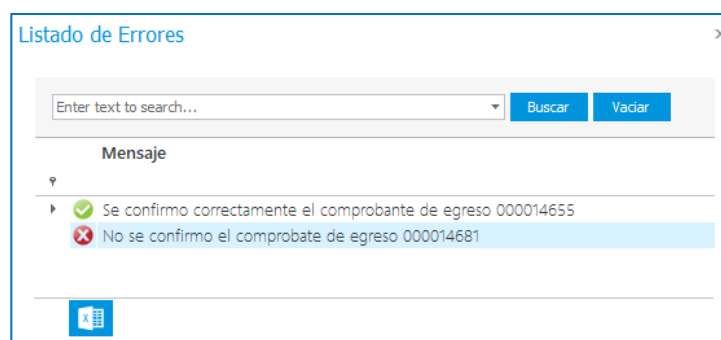 Listado de Errores
Enter text to search...
Buscar
Vaciar
Mensaje
Se confirmo correctamente el comprobante de egreso 000014655
No se confirmo el comprobate de egreso 000014681